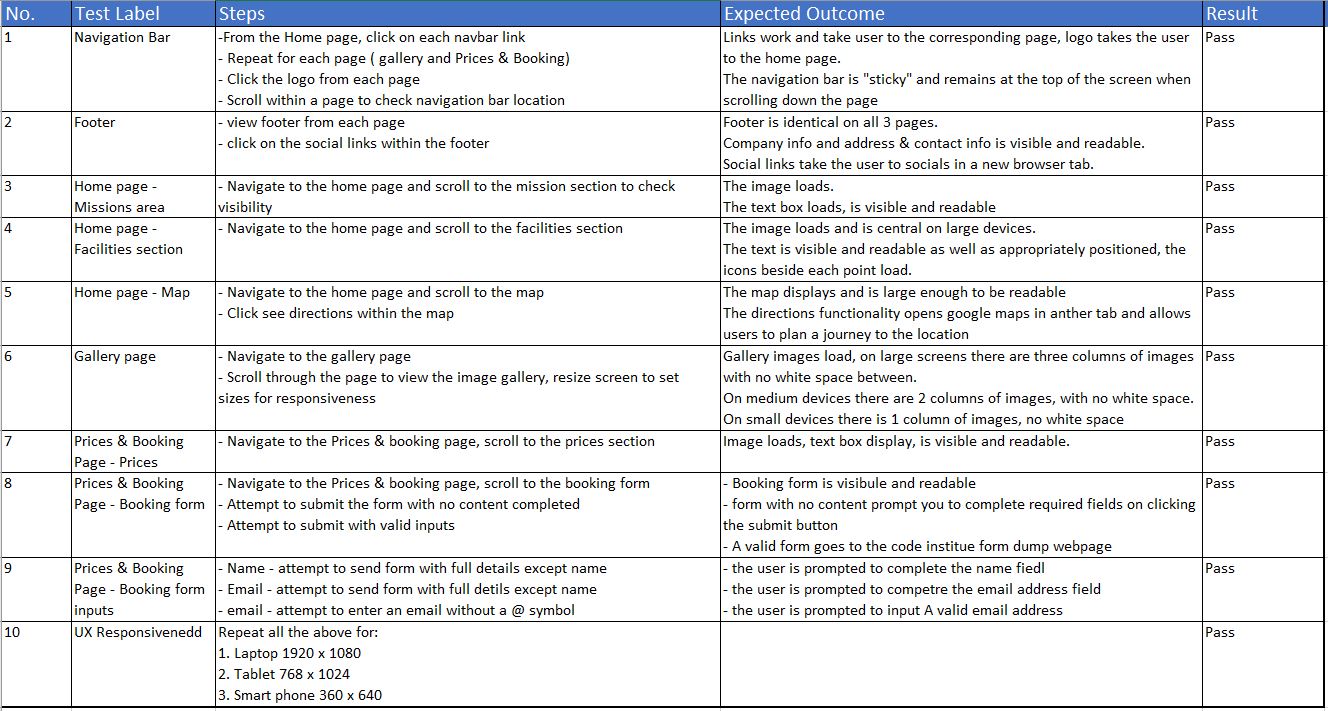 No. Test Label Steps Expected Outcome Result
1 Navigation Bar -From the Home page, click on each navbar link Links work and take user to the corresponding page, logo takes the user Pass
- Repeat for each page ( gallery and Prices & Booking) to the home page.
- Click the logo from each page The navigation bar is "sticky" and remains at the top of the screen when
- Scroll within a page to check navigation bar location scrolling down the page
2 Footer - view footer from each page Footer is identical on all 3 pages. Pass
- click on the social links within the footer Company info and address & contact info is visible and readable.
Social links take the user to socials in a new browser tab.
3 Home page - - Navigate to the home page and scroll to the mission section to check The image loads. Pass
Missions area visibility The text box loads, is visible and readable
4 Home page - - Navigate to the home page and scroll to the facilities section The image loads and is central on large devices. Pass
Facilities section The text is visible and readable as well as appropriately positioned, the
icons beside each point load.
5 Home page - Map - Navigate to the home page and scroll to the map The map displays and is large enough to be readable Pass
- Click see directions within the map The directions functionality opens google maps in anther tab and allows
users to plan a journey to the location
6 Gallery page - Navigate to the gallery page Gallery images load, on large screens there are three columns of images Pass
- Scroll through the page to view the image gallery, resize screen to set with no white space between.
sizes for responsiveness On medium devices there are 2 columns of images, with no white space.
On small devices there is 1 column of images, no white space
7 Prices & Booking - Navigate to the Prices & booking page, scroll to the prices section Image loads, text box display, is visible and readable. Pass
Page - Prices
8 Prices & Booking - Navigate to the Prices & booking page, scroll to the booking form - Booking form is visibule and readable Pass
Page - Booking form - Attempt to submit the form with no content completed - form with no content prompt you to complete required fields on clicking
- Attempt to submit with valid inputs the submit button
- A valid form goes to the code institue form dump webpage
9 Prices & Booking - Name - attempt to send form with full details except name - the user is prompted to complete the name fiedl Pass
Page - Booking form - Email - attempt to send form with full detils except name - the user is prompted to competre the email address field
inputs - email - attempt to enter an email without a @ symbol - the user is prompted to input A valid email address
10 UX Responsivenedd Repeat all the above for: Pass
1. Laptop 1920 x 1080
2. Tablet 768 x 1024
3. Smart phone 360 x 640